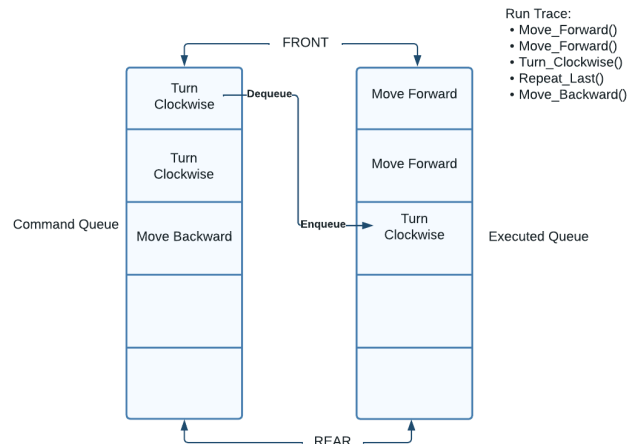 Run Trace:
• Move_Forward()
• Move_Forward()
• Turn_Clockwise()
• Repeat_Last()
• Move_Backward()
FRONT
Turn
Clockwise
Dequeue
Move Forward
Turn
Clockwise
Move Forward
Command Queue
Move Backward
Enqueue
Turn
Clockwise
Executed Queue
REAR